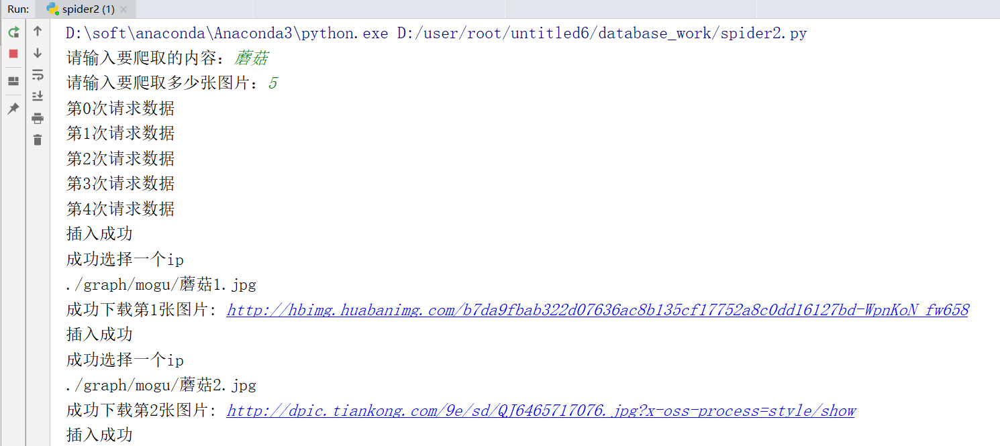 Run: spider2 (1)
D:\soft\anaconda\Anaconda3\python.exe D:/user/root/untitled6/database_work/spider2.py
请输入要爬取的内容：蘑菇
请输入要爬取多少张图片：5
第0次请求数据
第1次请求数据
第2次请求数据
第3次请求数据
第4次请求数据
插入成功
成功选择一个ip
./graph/mogu/蘑菇1.jpg
成功下载第1张图片: http://hbimg.huabanimg.com/b7da9fbab322d07636ac8b135cf17752a8c0dd16127bd-WpnKoN_fw658
插入成功
成功选择一个ip
./graph/mogu/蘑菇2.jpg
成功下载第2张图片: http://dpic.tiankong.com/9e/sd/QJ6465717076.jpg?x-oss-process=style/show
插入成功